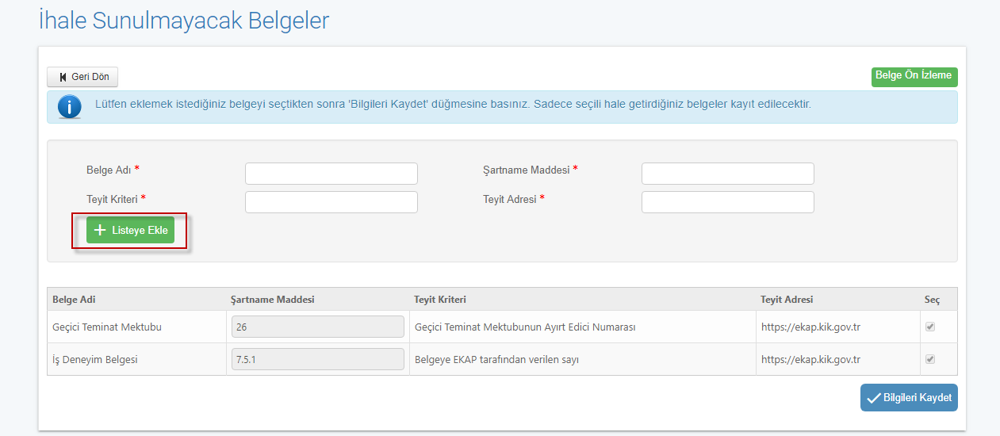 İhale Sunulmayacak Belgeler
Geri Dön
Belge Ön İzleme
Lütfen eklemek istediğiniz belgeyi seçtikten sonra 'Bilgileri Kaydet' düğmesine basınız. Sadece seçili hale getirdiğiniz belgeler kayıt edilecektir.
Belge Adı * Şartname Maddesi *
Teyit Kriteri * Teyit Adresi *
Listeye Ekle
Belge Adi Şartname Maddesi Teyit Kriteri Teyit Adresi Seç
Geçici Teminat Mektubu 26 Geçici Teminat Mektubunun Ayırt Edici Numarası https://ekap.kik.gov.tr
İş Deneyim Belgesi 7.5.1 Belgeye EKAP tarafından verilen sayı https://ekap.kik.gov.tr
Bilgileri Kaydet